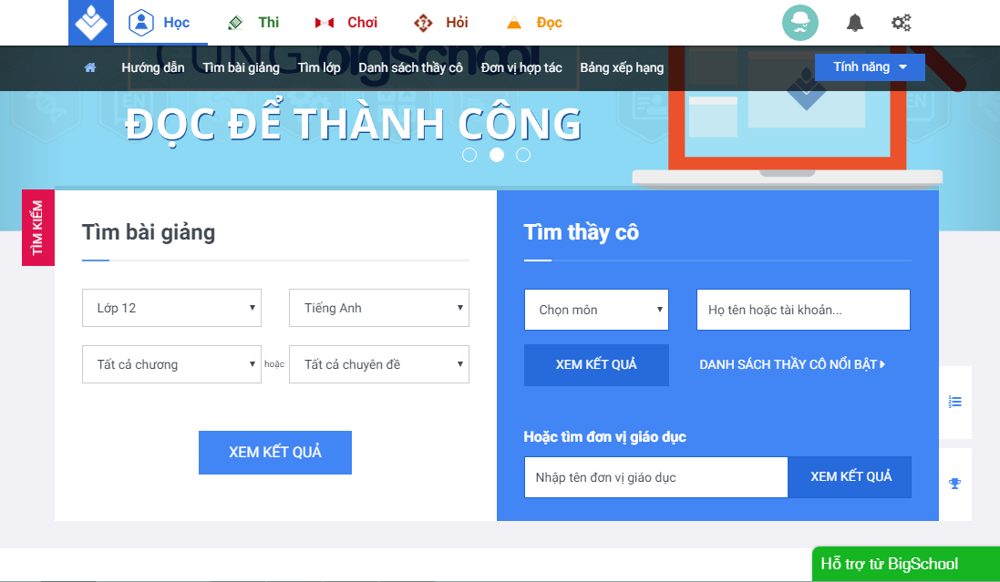 Học Thi Chơi Hỏi Đọc
CÙNG bigschool
Hướng dẫn Tìm bài giảng Tìm lớp Danh sách thầy cô Đơn vị hợp tác Bảng xếp hạng Tính năng
EN EN
ĐỌC ĐỂ THÀNH CÔNG
TÌM KIẾM
Tìm bài giảng
Lớp 12 Tiếng Anh
Tất cả chương hoặc Tất cả chuyên đề
XEM KẾT QUẢ
Tìm thầy cô
Chọn môn Họ tên hoặc tài khoản...
XEM KẾT QUẢ DANH SÁCH THẦY CÔ NỔI BẬT
Hoặc tìm đơn vị giáo dục
Nhập tên đơn vị giáo dục XEM KẾT QUẢ
Hỗ trợ từ BigSchool